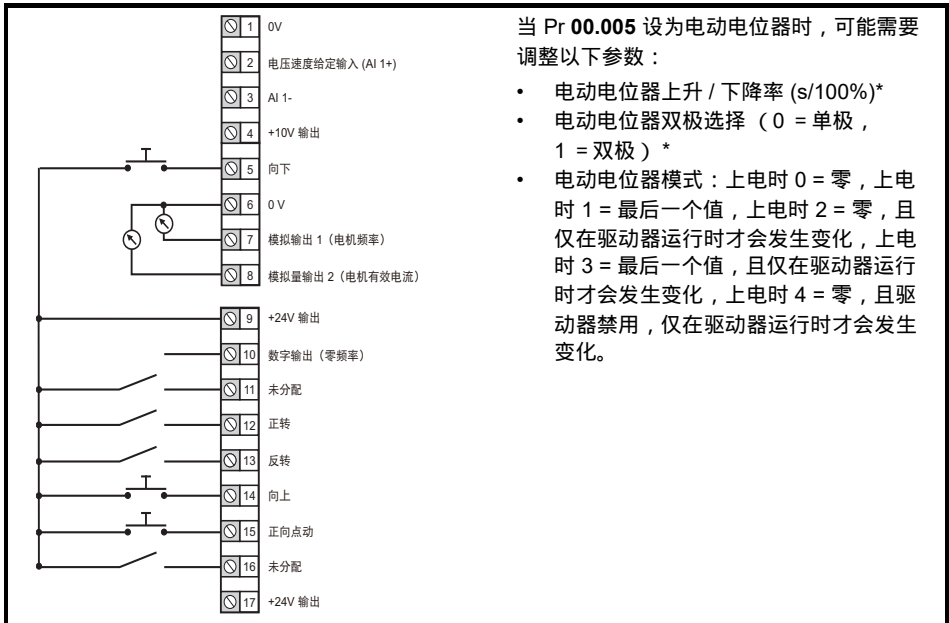 1 0V
2 电压速度给定输入 (AI 1+)
3 AI 1-
4 +10V 输出
5 向下
6 0 V
7 模拟输出 1（电机频率）
8 模拟量输出 2（电机有效电流）
9 +24V 输出
10 数字输出（零频率）
11 未分配
12 正转
13 反转
14 向上
15 正向点动
16 未分配
17 +24V 输出
当 Pr 00.005 设为电动电位器时，可能需要
调整以下参数：
• 电动电位器上升 / 下降率 (s/100%)*
• 电动电位器双极选择 （0 = 单极，
1 = 双极）*
• 电动电位器模式：上电时 0 = 零，上电
时 1 = 最后一个值，上电时 2 = 零，且
仅在驱动器运行时才会发生变化，上电
时 3 = 最后一个值，且仅在驱动器运行
时才会发生变化，上电时 4 = 零，且驱
动器禁用，仅在驱动器运行时才会发生
变化。